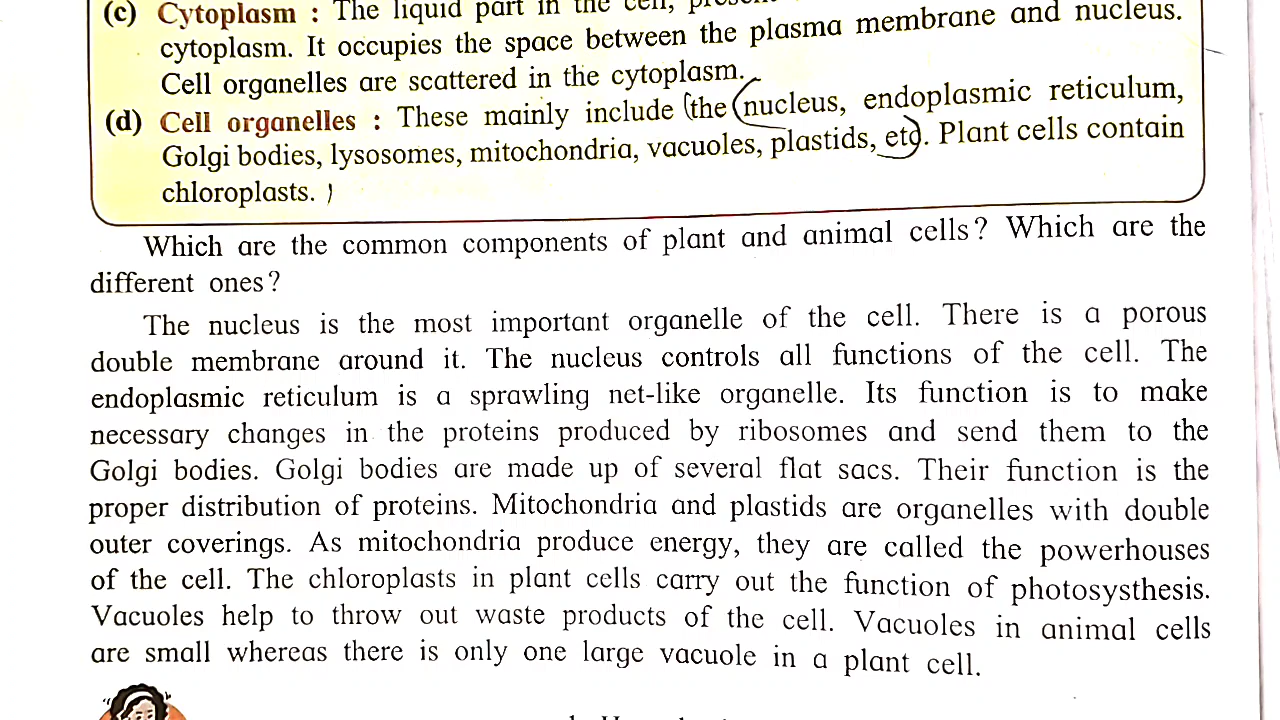 (c) Cytoplasm : The liquid part in the cell,
cytoplasm. It occupies the space between the plasma membrane and nucleus.
Cell organelles are scattered in the cytoplasm.
(d) Cell organelles : These mainly include (the (nucleus, endoplasmic reticulum,
Golgi bodies, lysosomes, mitochondria, vacuoles, plastids, etc). Plant cells contain
chloroplasts. )
Which are the common components of plant and animal cells? Which are the
different ones?
The nucleus is the most important organelle of the cell. There is a porous
double membrane around it. The nucleus controls all functions of the cell. The
endoplasmic reticulum is a sprawling net-like organelle. Its function is to make
necessary changes in the proteins produced by ribosomes and send them to the
Golgi bodies. Golgi bodies are made up of several flat sacs. Their function is the
proper distribution of proteins. Mitochondria and plastids are organelles with double
outer coverings. As mitochondria produce energy, they are called the powerhouses
of the cell. The chloroplasts in plant cells carry out the function of photosysthesis.
Vacuoles help to throw out waste products of the cell. Vacuoles in animal cells
are small whereas there is only one large vacuole in a plant cell.